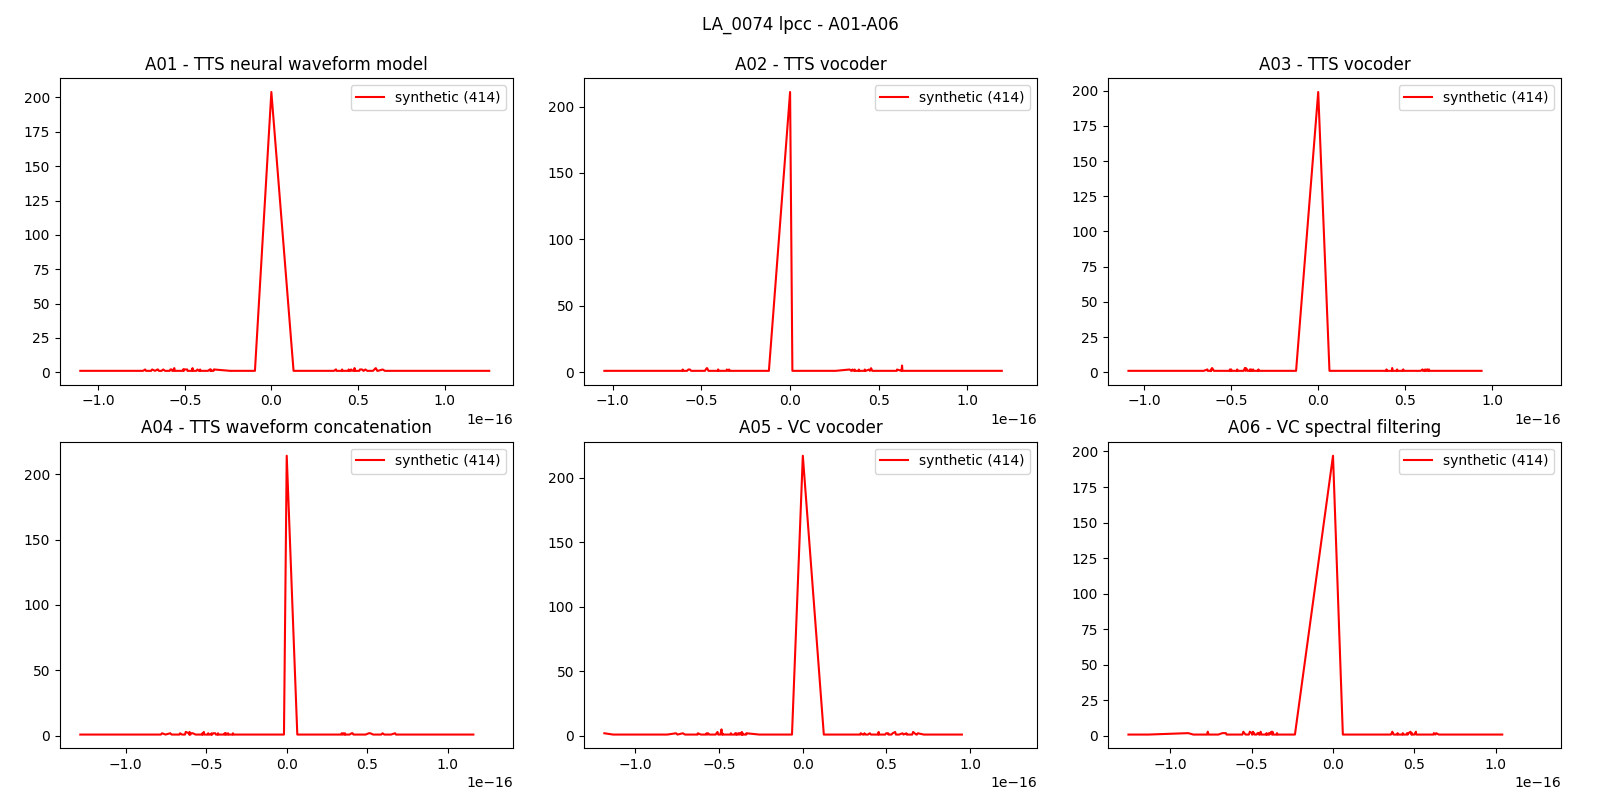 LA_0074 lpcc - A01-A06
A01 - TTS neural waveform model
A02 - TTS vocoder
A03 - TTS vocoder
synthetic (414)
synthetic (414)
synthetic (414)
200
175
150
125
100
75
50
25
0
−1.0 −0.5 0.0 0.5 1.0
1e−16
200
150
100
50
0
−1.0 −0.5 0.0 0.5 1.0
1e−16
200
175
150
125
100
75
50
25
0
−1.0 −0.5 0.0 0.5 1.0
1e−16
A04 - TTS waveform concatenation
A05 - VC vocoder
A06 - VC spectral filtering
synthetic (414)
synthetic (414)
synthetic (414)
200
150
100
50
0
−1.0 −0.5 0.0 0.5 1.0
1e−16
200
150
100
50
0
−1.0 −0.5 0.0 0.5 1.0
1e−16
200
175
150
125
100
75
50
25
0
−1.0 −0.5 0.0 0.5 1.0
1e−16